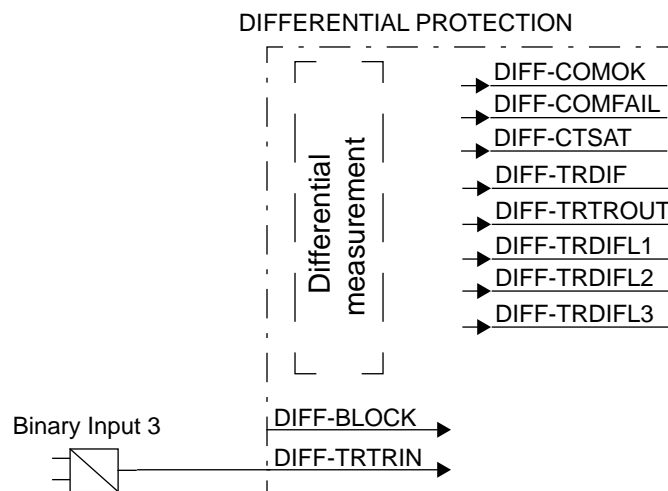 DIFFERENTIAL PROTECTION
Differential
measurement
DIFF-COMOK
DIFF-COMFAIL
DIFF-CTSAT
DIFF-TRDIF
DIFF-TRTROUT
DIFF-TRDIFL1
DIFF-TRDIFL2
DIFF-TRDIFL3
DIFF-BLOCK
Binary Input 3
DIFF-TRTRIN